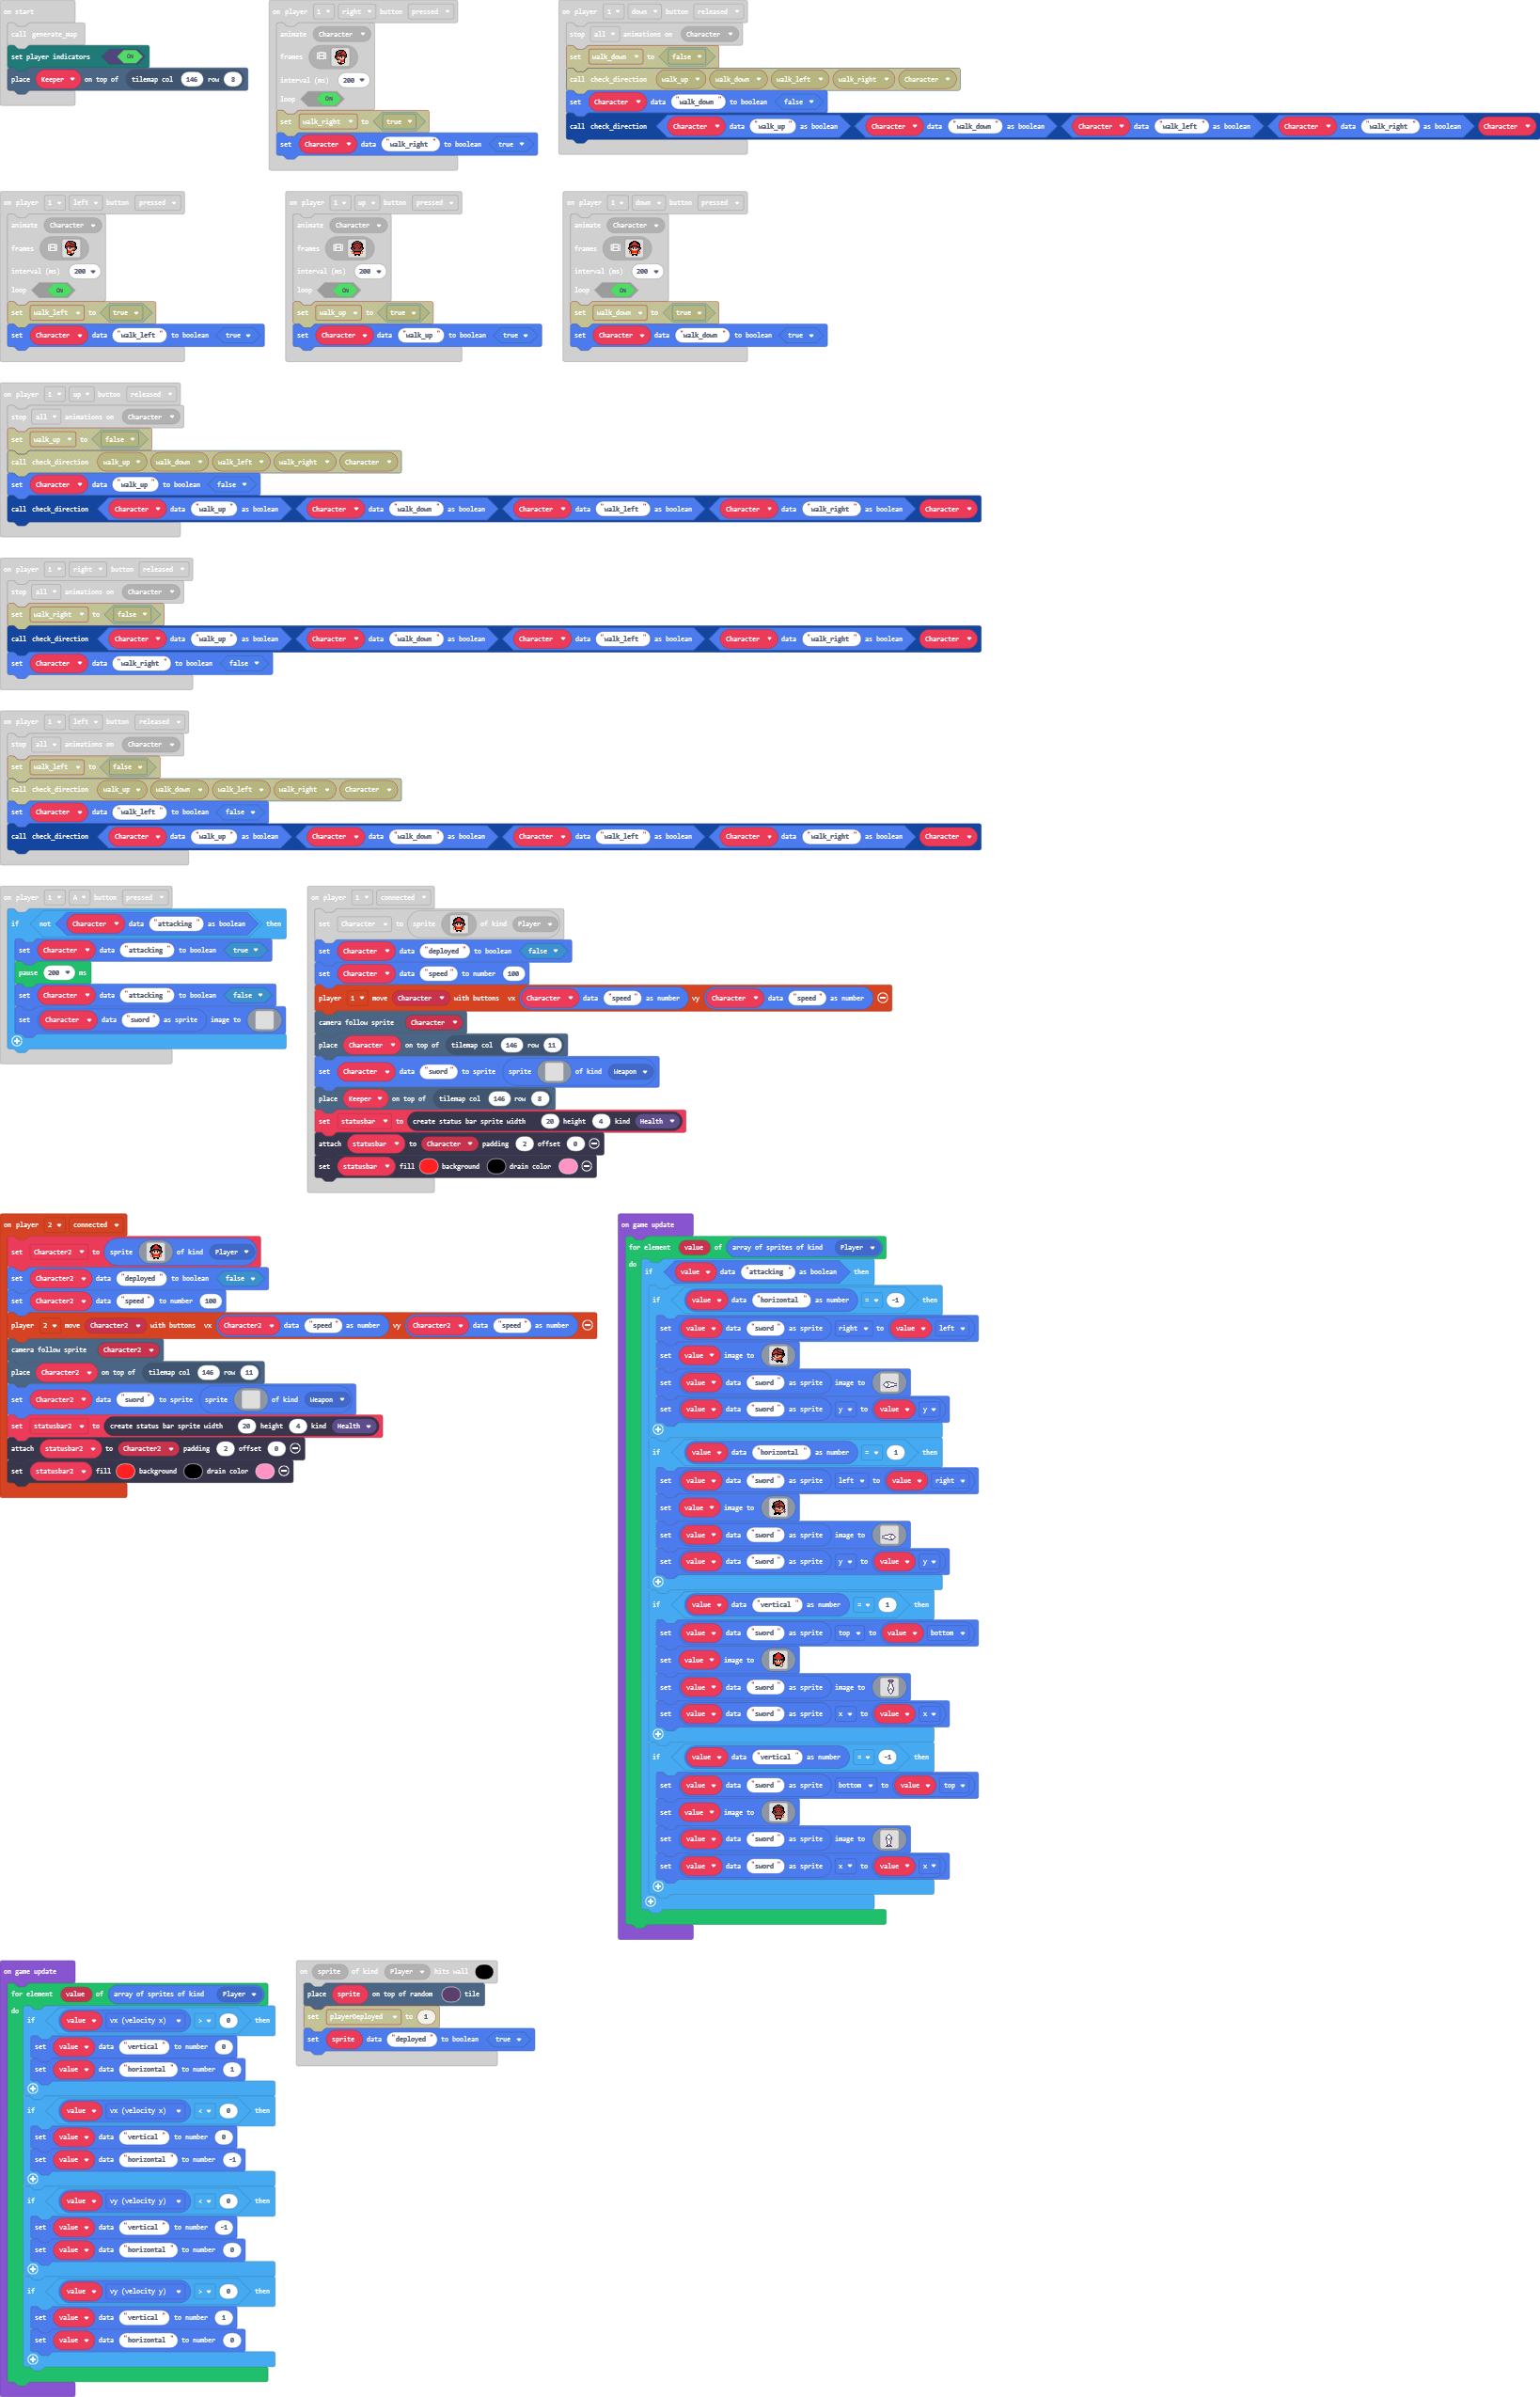 on start
call generate_map
set player indicators ON
place Keeper on top of tilemap col 146 row 8
on player 1 right button pressed
animate Character
frames
interval (ms) 200
loop ON
set walk_right to true
set Character data "walk_right" to boolean true
on player 1 down button released
stop all animations on Character
set walk_down to false
call check_direction walk_up walk_down walk_left walk_right Character
set Character data "walk_down" to boolean false
call check_direction Character data "walk_up" as boolean Character data "walk_down" as boolean Character data "walk_left" as boolean Character data "walk_right" as boolean Character
on player 1 left button pressed
animate Character
frames
interval (ms) 200
loop ON
set walk_left to true
set Character data "walk_left" to boolean true
on player 1 up button pressed
animate Character
frames
interval (ms) 200
loop ON
set walk_up to true
set Character data "walk_up" to boolean true
on player 1 down button pressed
animate Character
frames
interval (ms) 200
loop ON
set walk_down to true
set Character data "walk_down" to boolean true
on player 1 up button released
stop all animations on Character
set walk_up to false
call check_direction walk_up walk_down walk_left walk_right Character
set Character data "walk_up" to boolean false
call check_direction Character data "walk_up" as boolean Character data "walk_down" as boolean Character data "walk_left" as boolean Character data "walk_right" as boolean Character
on player 1 right button released
stop all animations on Character
set walk_right to false
call check_direction Character data "walk_up" as boolean Character data "walk_down" as boolean Character data "walk_left" as boolean Character data "walk_right" as boolean Character
set Character data "walk_right" to boolean false
on player 1 left button released
stop all animations on Character
set walk_left to false
call check_direction walk_up walk_down walk_left walk_right Character
set Character data "walk_left" to boolean false
call check_direction Character data "walk_up" as boolean Character data "walk_down" as boolean Character data "walk_left" as boolean Character data "walk_right" as boolean Character
on player 1 A button pressed
if not Character data "attacking" as boolean then
set Character data "attacking" to boolean true
pause 200 ms
set Character data "attacking" to boolean false
set Character data "sword" as sprite image to
on player 1 connected
set Character to sprite of kind Player
set Character data "deployed" to boolean false
set Character data "speed" to number 100
player 1 move Character with buttons vx Character data "speed" as number vy Character data "speed" as number
camera follow sprite Character
place Character on top of tilemap col 146 row 11
set Character data "sword" to sprite sprite of kind Weapon
place Keeper on top of tilemap col 146 row 8
set statusbar to create status bar sprite width 20 height 4 kind Health
attach statusbar to Character padding 2 offset 0
set statusbar fill background drain color
on player 2 connected
set Character2 to sprite of kind Player
set Character2 data "deployed" to boolean false
set Character2 data "speed" to number 100
player 2 move Character2 with buttons vx Character2 data "speed" as number vy Character2 data "speed" as number
camera follow sprite Character2
place Character2 on top of tilemap col 146 row 11
set Character2 data "sword" to sprite sprite of kind Weapon
set statusbar2 to create status bar sprite width 20 height 4 kind Health
attach statusbar2 to Character2 padding 2 offset 0
set statusbar2 fill background drain color
on game update
for element value of array of sprites of kind Player
do if value data "attacking" as boolean then
if value data "horizontal" as number = -1 then
set value data "sword" as sprite right to value left
set value image to
set value data "sword" as sprite image to
set value data "sword" as sprite y to value y
if value data "horizontal" as number = 1 then
set value data "sword" as sprite left to value right
set value image to
set value data "sword" as sprite image to
set value data "sword" as sprite y to value y
if value data "vertical" as number = 1 then
set value data "sword" as sprite top to value bottom
set value image to
set value data "sword" as sprite image to
set value data "sword" as sprite x to value x
if value data "vertical" as number = -1 then
set value data "sword" as sprite bottom to value top
set value image to
set value data "sword" as sprite image to
set value data "sword" as sprite x to value x
on game update
for element value of array of sprites of kind Player
do if value vx (velocity x) > 0 then
set value data "vertical" to number 0
set value data "horizontal" to number 1
if value vx (velocity x) < 0 then
set value data "vertical" to number 0
set value data "horizontal" to number -1
if value vy (velocity y) < 0 then
set value data "vertical" to number -1
set value data "horizontal" to number 0
if value vy (velocity y) > 0 then
set value data "vertical" to number 1
set value data "horizontal" to number 0
on sprite of kind Player hits wall
place sprite on top of random tile
set playerDeployed to 1
set sprite data "deployed" to boolean true